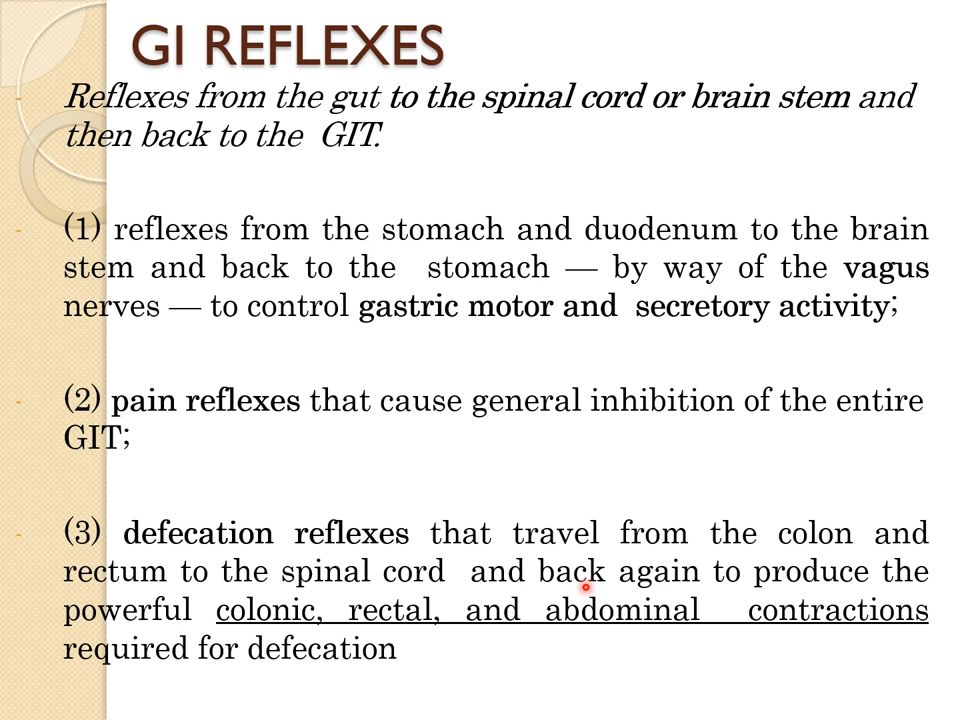 GI REFLEXES
- Reflexes from the gut to the spinal cord or brain stem and
then back to the GIT.
- (1) reflexes from the stomach and duodenum to the brain
stem and back to the stomach — by way of the vagus
nerves — to control gastric motor and secretory activity;
- (2) pain reflexes that cause general inhibition of the entire
GIT;
- (3) defecation reflexes that travel from the colon and
rectum to the spinal cord and back again to produce the
powerful colonic, rectal, and abdominal contractions
required for defecation